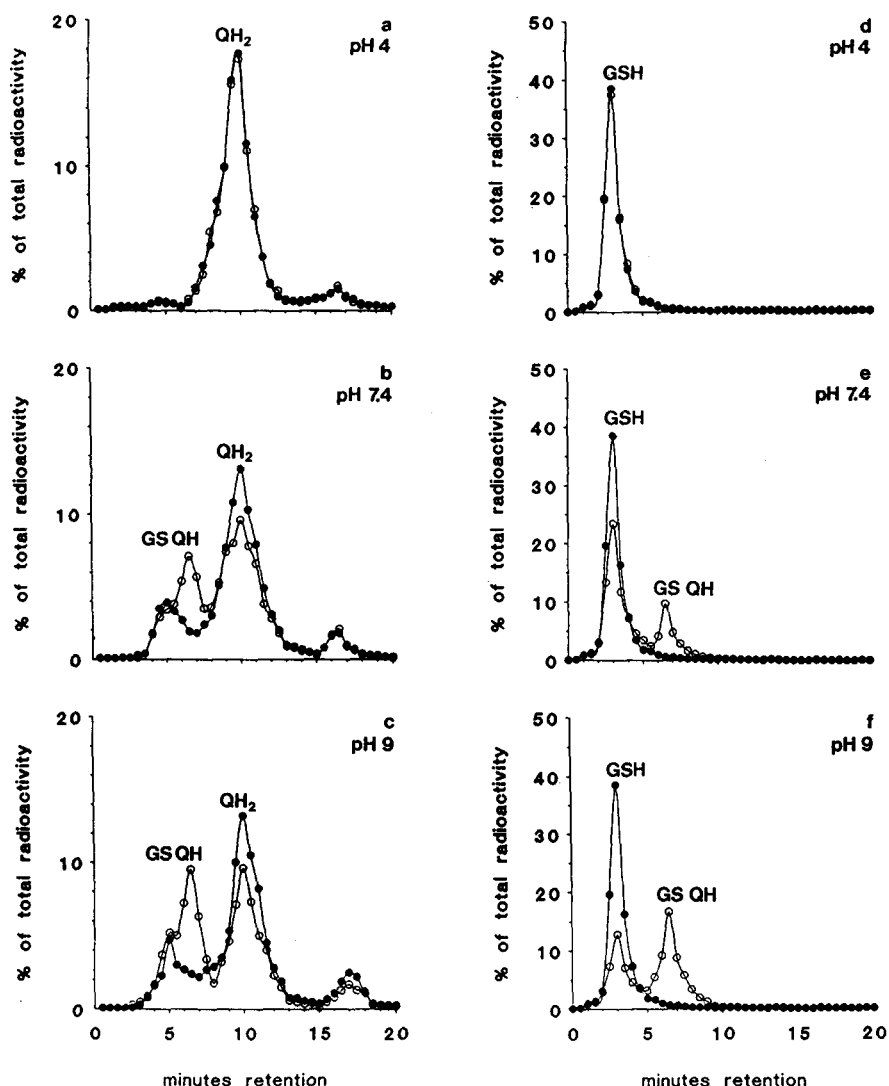 a
pH 4
QH₂
20
10
0
% of total radioactivity
d
pH 4
GSH
50
40
30
20
10
0
% of total radioactivity
b
pH 7.4
QH₂
GS QH
20
10
0
% of total radioactivity
e
pH 7.4
GSH
GS QH
50
40
30
20
10
0
% of total radioactivity
c
pH 9
QH₂
GS QH
20
10
0
% of total radioactivity
0 5 10 15 20
minutes retention
f
pH 9
GSH
GS QH
50
40
30
20
10
0
% of total radioactivity
0 5 10 15 20
minutes retention